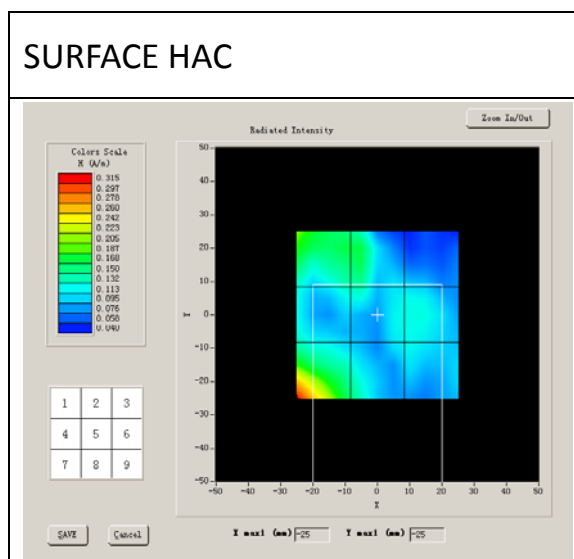 SURFACE HAC
Zoom In/Out
Radiated Intensity
Colors Scale
H (A/m)
0.315
0.297
0.278
0.260
0.242
0.223
0.205
0.187
0.168
0.150
0.132
0.113
0.095
0.076
0.058
0.040
50
40
30
20
10
0
-10
-20
-30
-40
-50
Y
-50 -40 -30 -20 -10 0 10 20 30 40 50
X
1 2 3
4 5 6
7 8 9
SAVE Cancel
X max1 (mm) -25 Y max1 (mm) -25